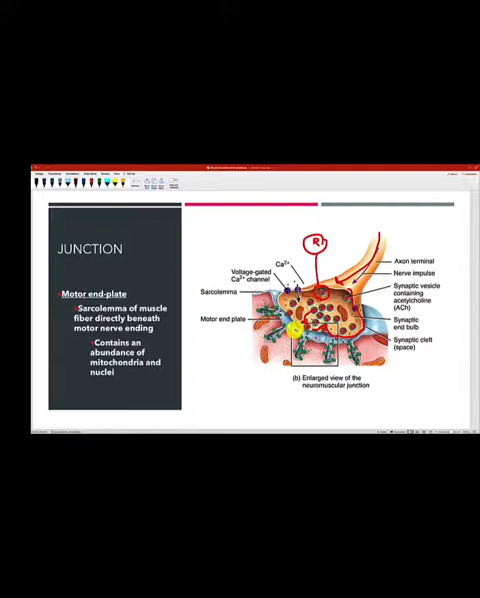 JUNCTION
Motor end-plate
Sarcolemma of muscle
fiber directly beneath
motor nerve ending
Contains an
abundance of
mitochondria and
nuclei
R
Ca2+
Voltage-gated
Ca2+ channel
Sarcolemma
Motor end plate
Axon terminal
Nerve impulse
Synaptic vesicle
containing
acetylcholine
(ACh)
Synaptic
end bulb
Synaptic cleft
(space)
(b) Enlarged view of the
neuromuscular junction